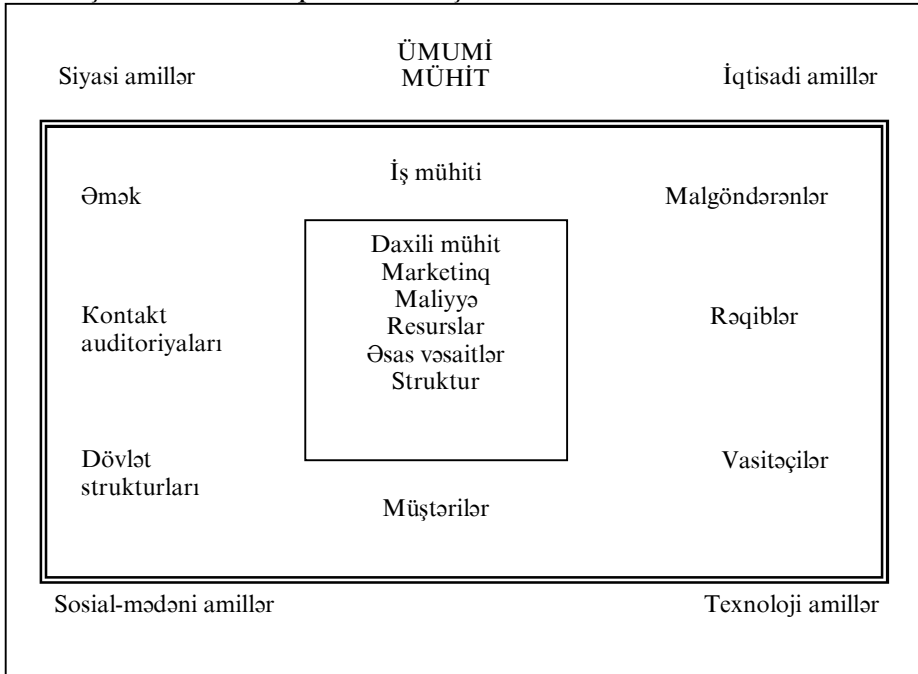 ÜMUMİ
MÜHİT
Siyasi amillər
İqtisadi amillər
İş mühiti
Əmək
Malgöndərənlər
Daxili mühit
Marketinq
Maliyyə
Resurslar
Əsas vəsaitlər
Struktur
Kontakt
auditoriyaları
Rəqiblər
Dövlət
strukturları
Vasitəçilər
Müştərilər
Sosial-mədəni amillər
Texnoloji amillər